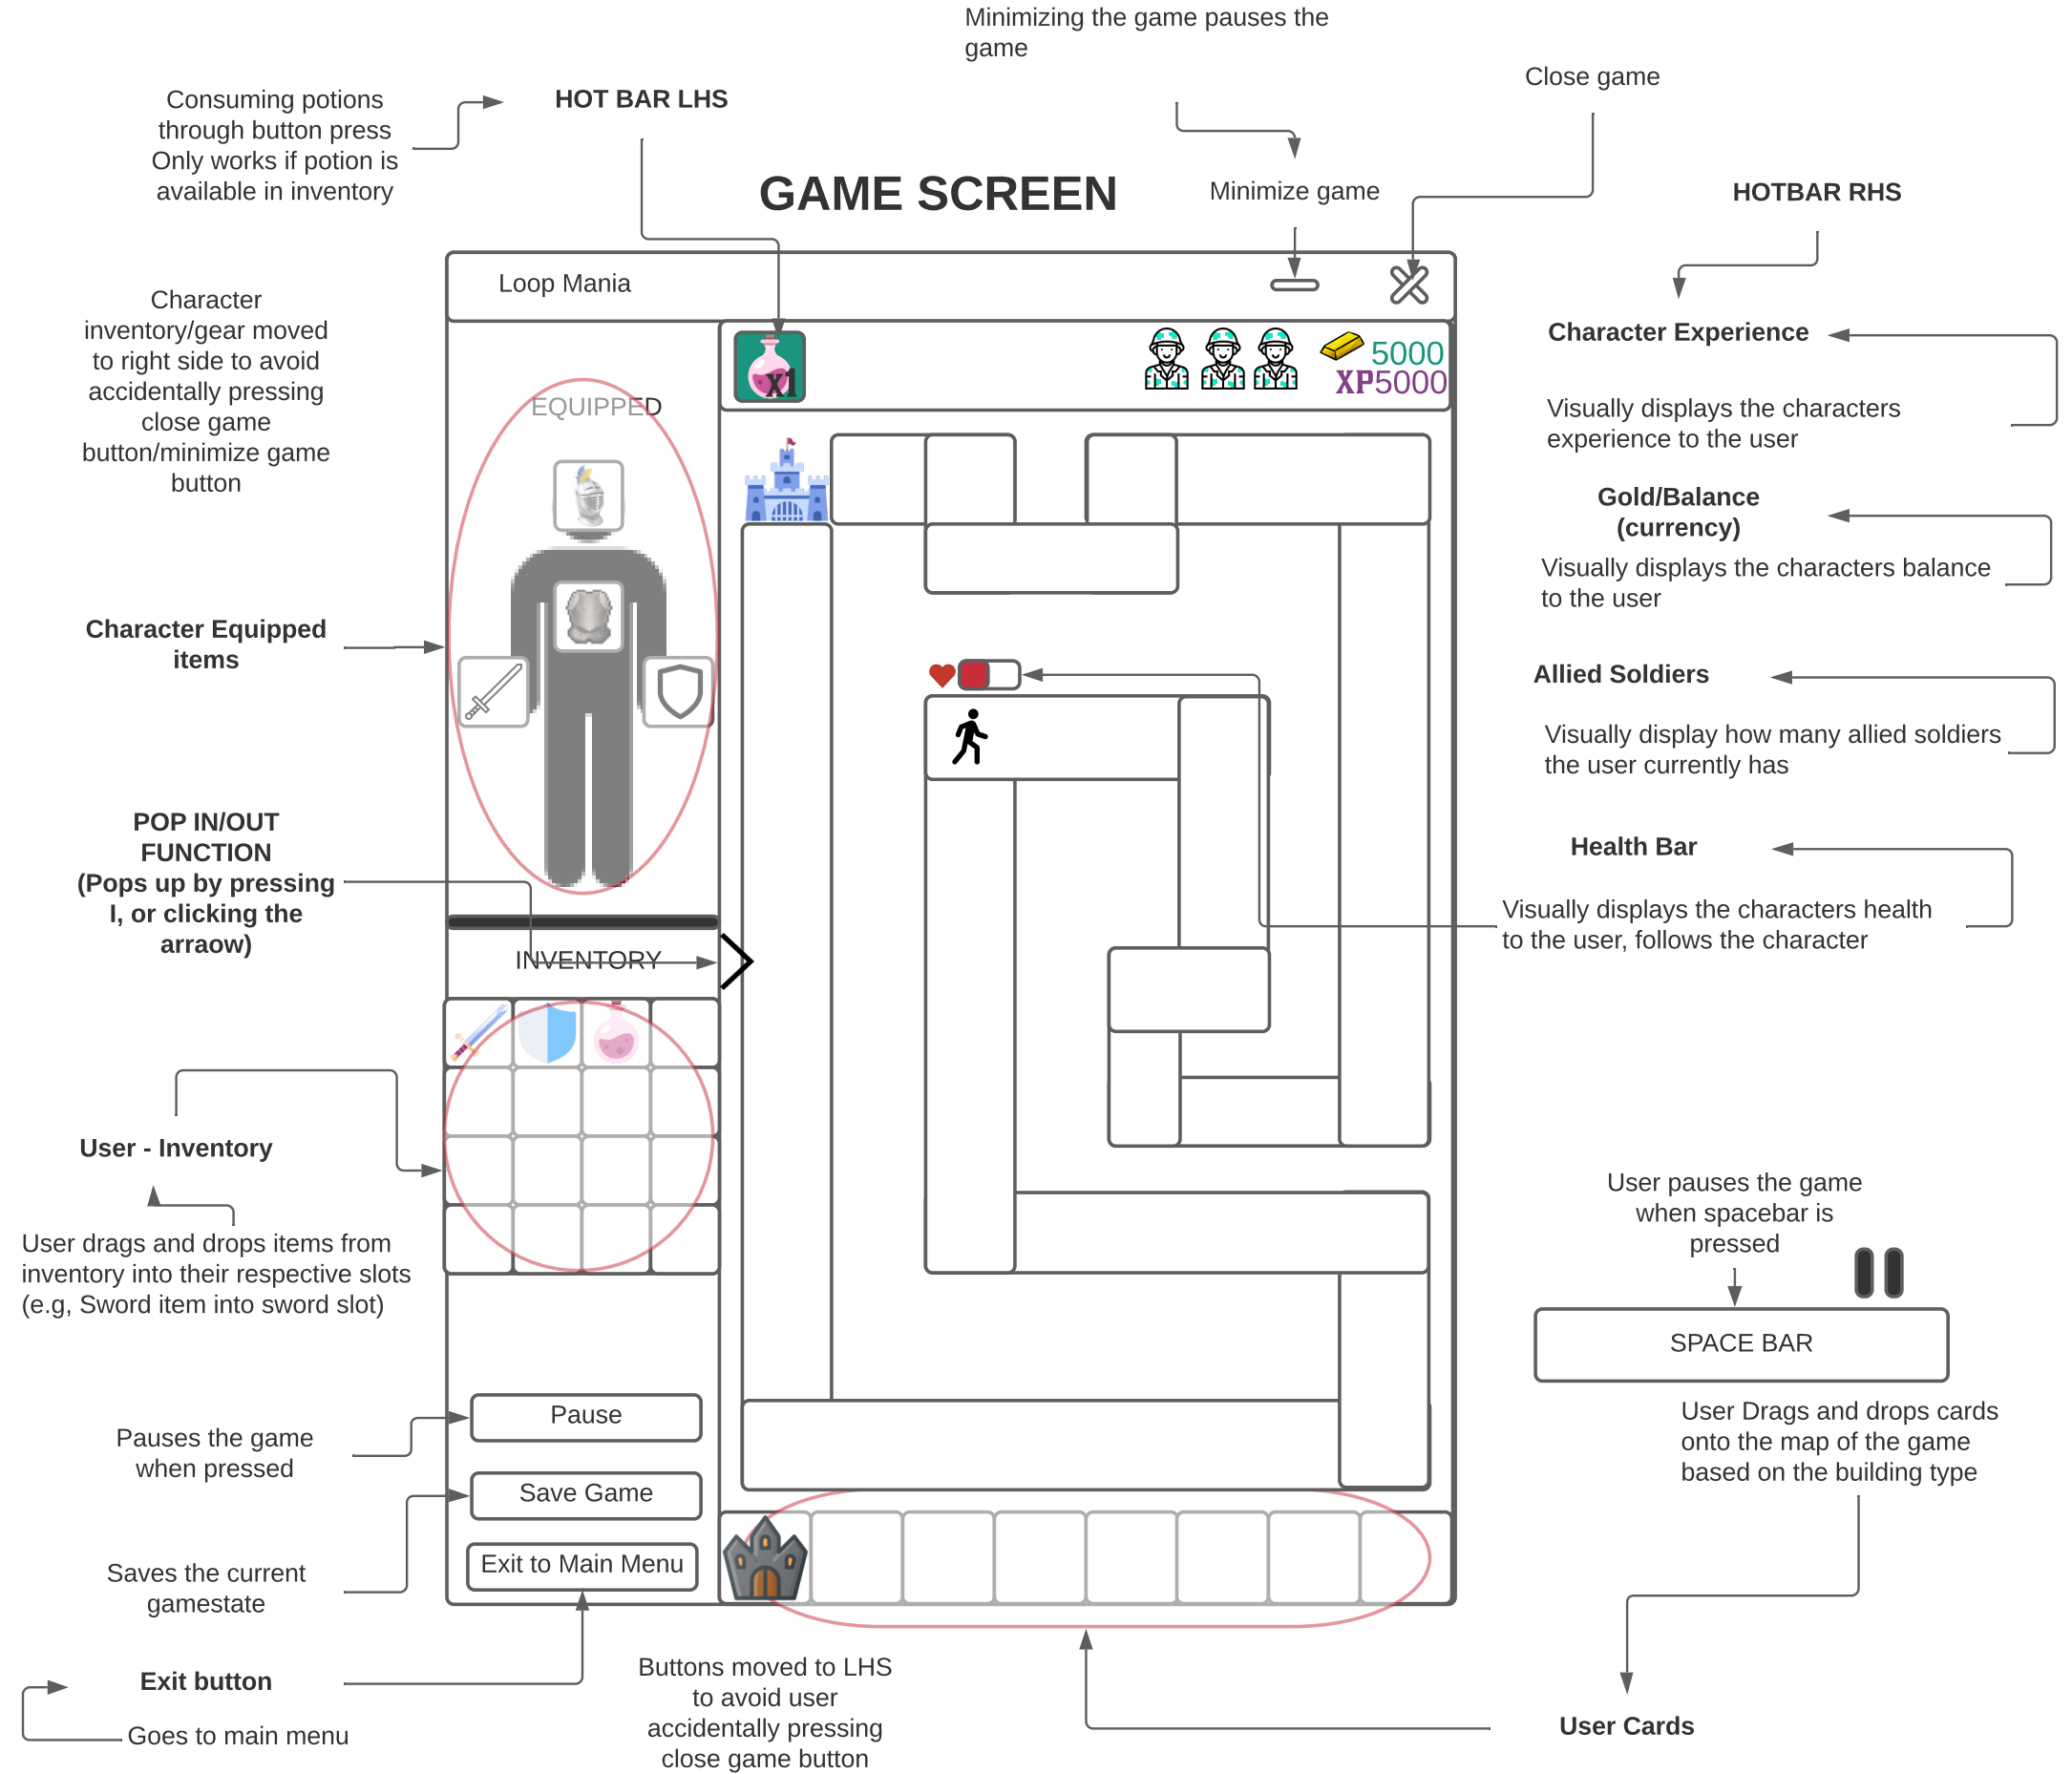 Minimizing the game pauses the
game
Close game
Consuming potions
through button press
Only works if potion is
available in inventory
HOT BAR LHS
GAME SCREEN
Minimize game
HOTBAR RHS
Loop Mania
Character
inventory/gear moved
to right side to avoid
accidentally pressing
close game
button/minimize game
button
x1
5000
XP5000
EQUIPPED
Character Experience
Visually displays the characters
experience to the user
Gold/Balance
(currency)
Visually displays the characters balance
to the user
Character Equipped
items
Allied Soldiers
Visually display how many allied soldiers
the user currently has
POP IN/OUT
FUNCTION
(Pops up by pressing
I, or clicking the
arraow)
Health Bar
Visually displays the characters health
to the user, follows the character
INVENTORY
User - Inventory
User drags and drops items from
inventory into their respective slots
(e.g, Sword item into sword slot)
User pauses the game
when spacebar is
pressed
SPACE BAR
Pause
Pauses the game
when pressed
Save Game
Saves the current
gamestate
Exit to Main Menu
User Drags and drops cards
onto the map of the game
based on the building type
Exit button
Goes to main menu
Buttons moved to LHS
to avoid user
accidentally pressing
close game button
User Cards